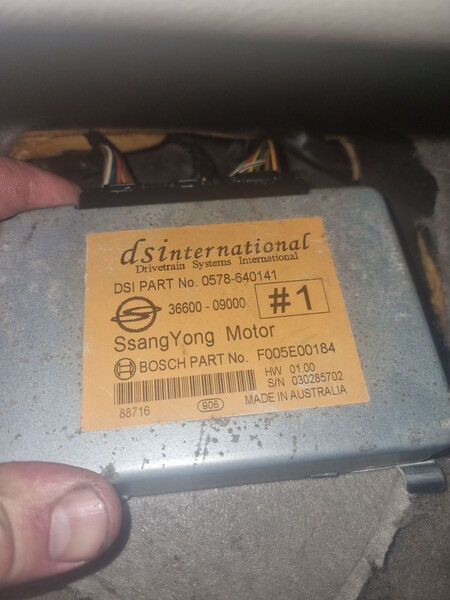 dsinternational
Drivetrain Systems International
DSI PART No. 0578-640141
36600 - 09000
#1
SsangYong Motor
BOSCH PART No. F005E00184
HW 01.00
S/N 030285702
88716
906
MADE IN AUSTRALIA